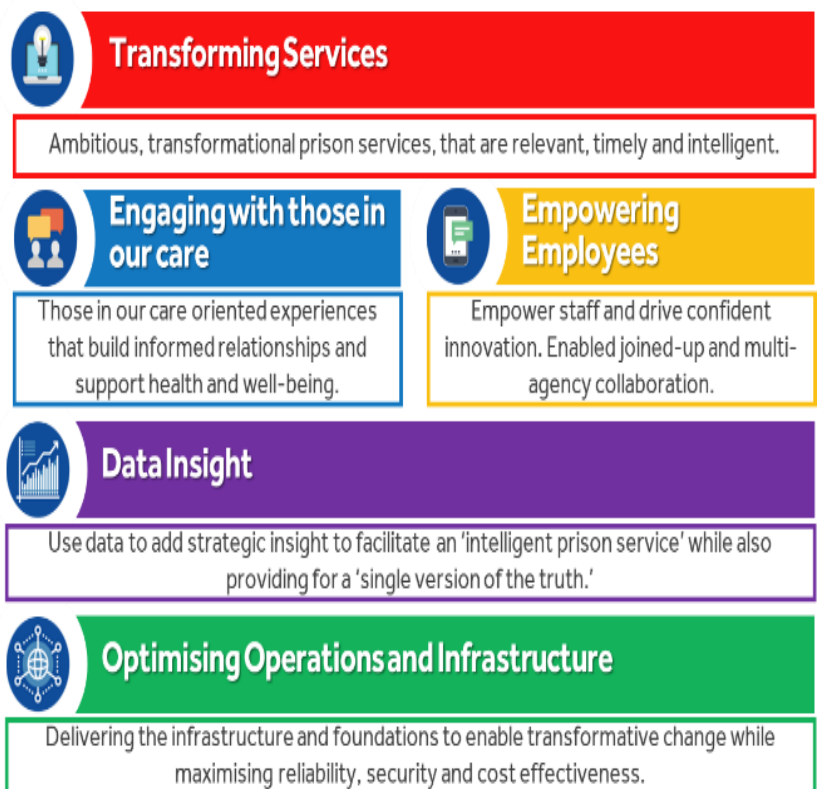 Transforming Services
Ambitious, transformational prison services, that are relevant, timely and intelligent.
Engaging with those in
our care
Those in our care oriented experiences
that build informed relationships and
support health and well-being.
Empowering
Employees
Empower staff and drive confident
innovation. Enabled joined-up and multi-
agency collaboration.
Data Insight
Use data to add strategic insight to facilitate an 'intelligent prison service' while also
providing for a 'single version of the truth.'
Optimising Operations and Infrastructure
Delivering the infrastructure and foundations to enable transformative change while
maximising reliability, security and cost effectiveness.